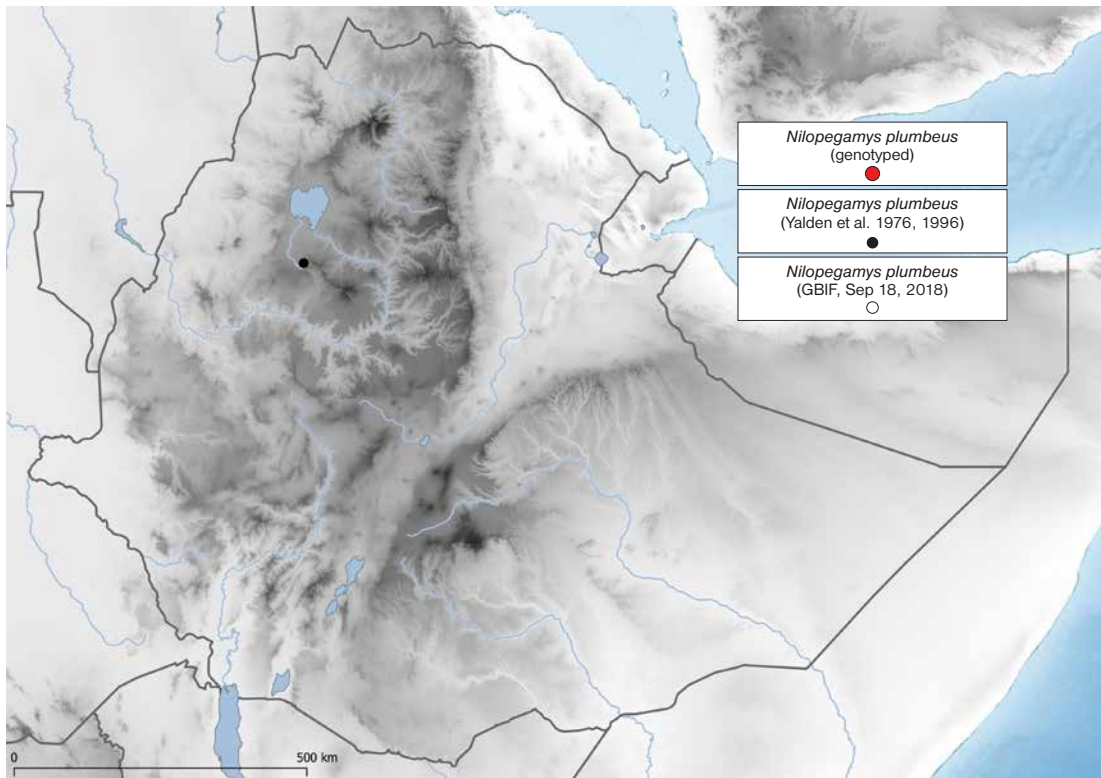 Nilopegamys plumbeus
(genotyped)
Nilopegamys plumbeus
(Yalden et al. 1976, 1996)
Nilopegamys plumbeus
(GBIF, Sep 18, 2018)
0
500 km